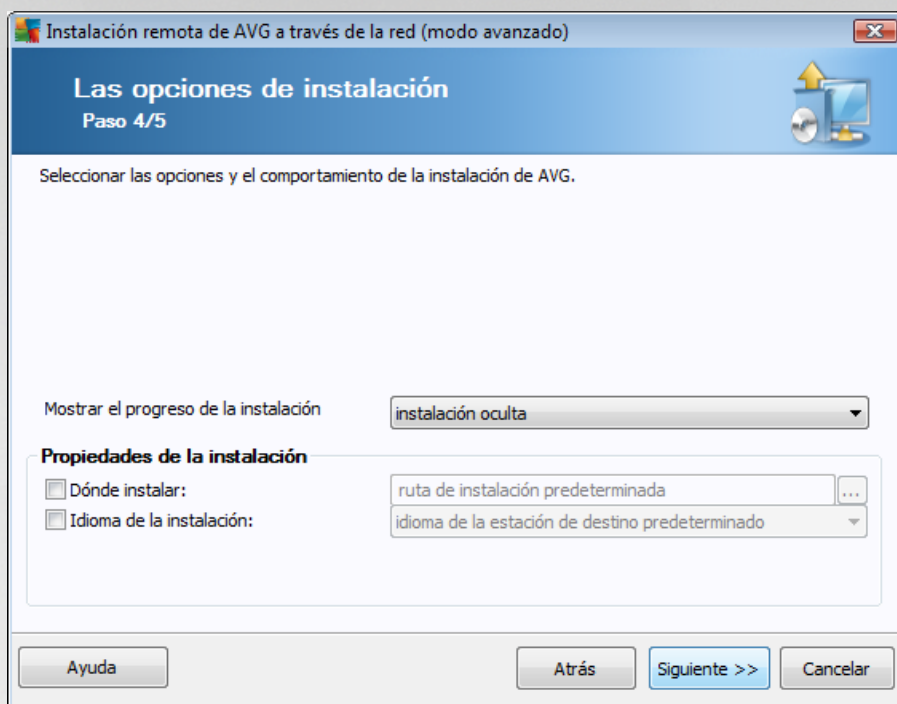 Instalación remota de AVG a través de la red (modo avanzado)
Las opciones de instalación
Paso 4/5
Seleccionar las opciones y el comportamiento de la instalación de AVG.
Mostrar el progreso de la instalación
instalación oculta
Propiedades de la instalación
Dónde instalar:
ruta de instalación predeterminada
...
Idioma de la instalación:
idioma de la estación de destino predeterminado
Ayuda
Atrás
Siguiente >>
Cancelar